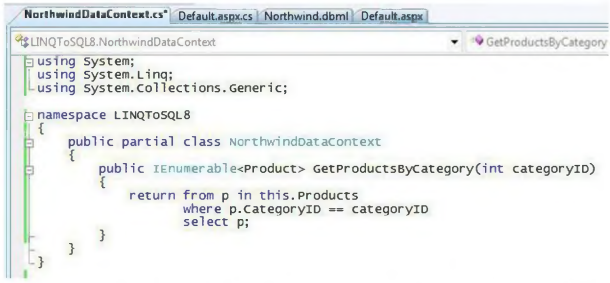 NorthwindDataContext.cs* Default.aspx.cs Northwind.dbml Default.aspx
LINQToSQL8.NorthwindDataContext GetProductsByCategory
using System;
using System.Linq;
using System.Collections.Generic;
namespace LINQToSQL8
{
public partial class NorthwindDataContext
{
public IEnumerable<Product> GetProductsByCategory(int categoryID)
{
return from p in this.Products
where p.CategoryID == categoryID
select p;
}
}
}